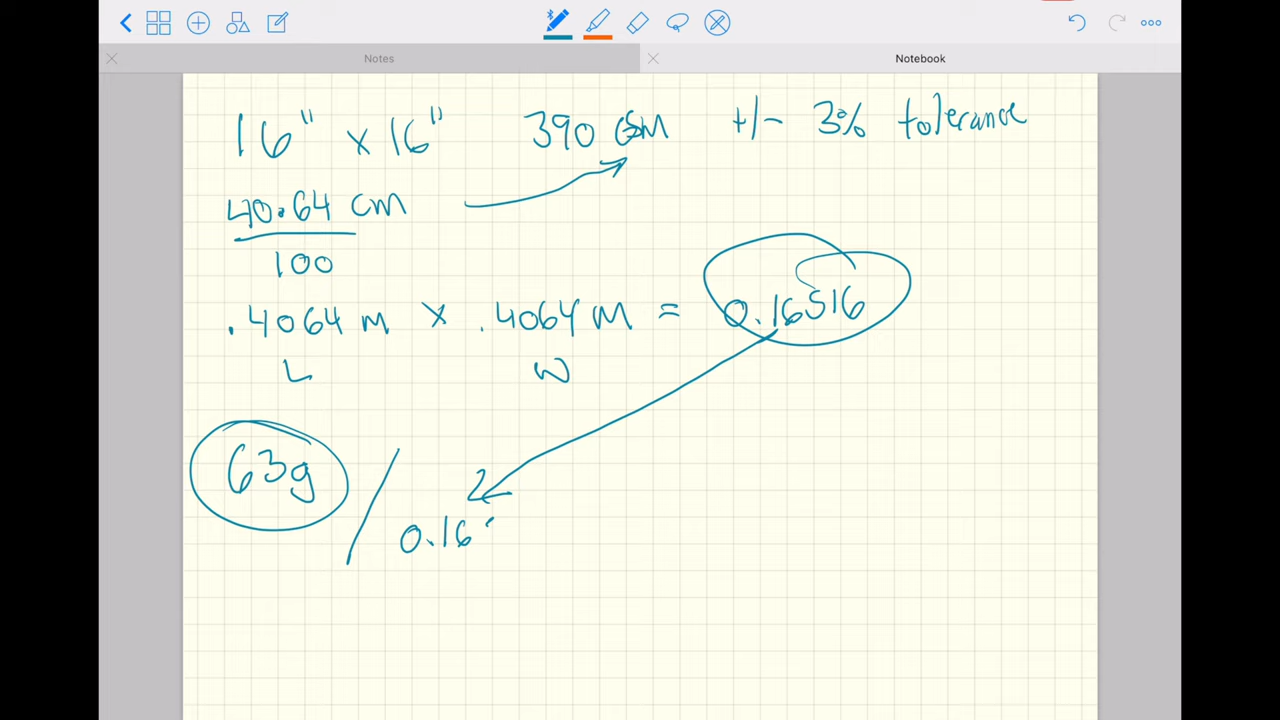 Notes
Notebook
16" x 16" 390 GSM +/- 3% tolerance
40.64 cm
100
.4064 m x .4064 M = 0.16516
L W
63g / 0.16